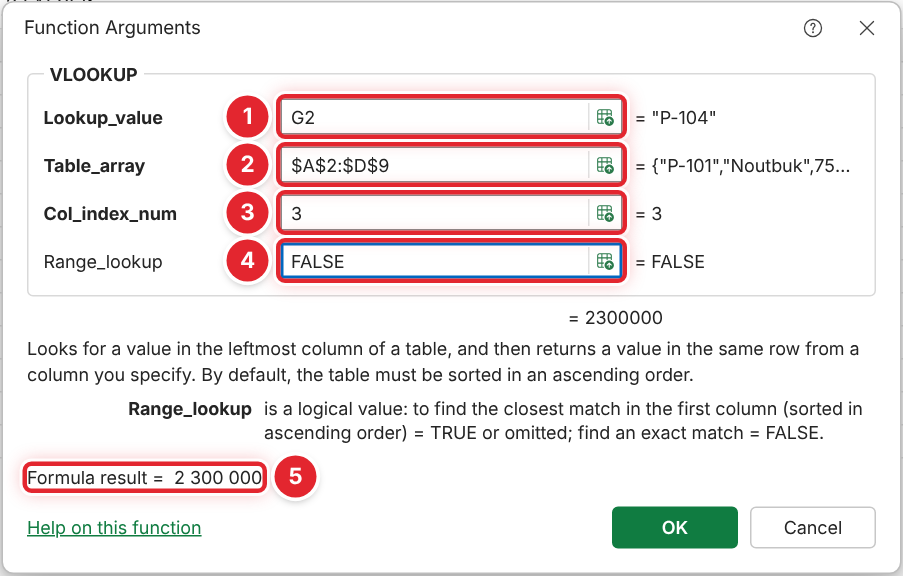 Function Arguments
VLOOKUP
Lookup_value 1 G2 = "P-104"
Table_array 2 $A$2:$D$9 = {"P-101","Noutbuk",75...
Col_index_num 3 3 = 3
Range_lookup 4 FALSE = FALSE
= 2300000
Looks for a value in the leftmost column of a table, and then returns a value in the same row from a
column you specify. By default, the table must be sorted in an ascending order.
Range_lookup is a logical value: to find the closest match in the first column (sorted in
ascending order) = TRUE or omitted; find an exact match = FALSE.
Formula result = 2 300 000 5
Help on this function OK Cancel